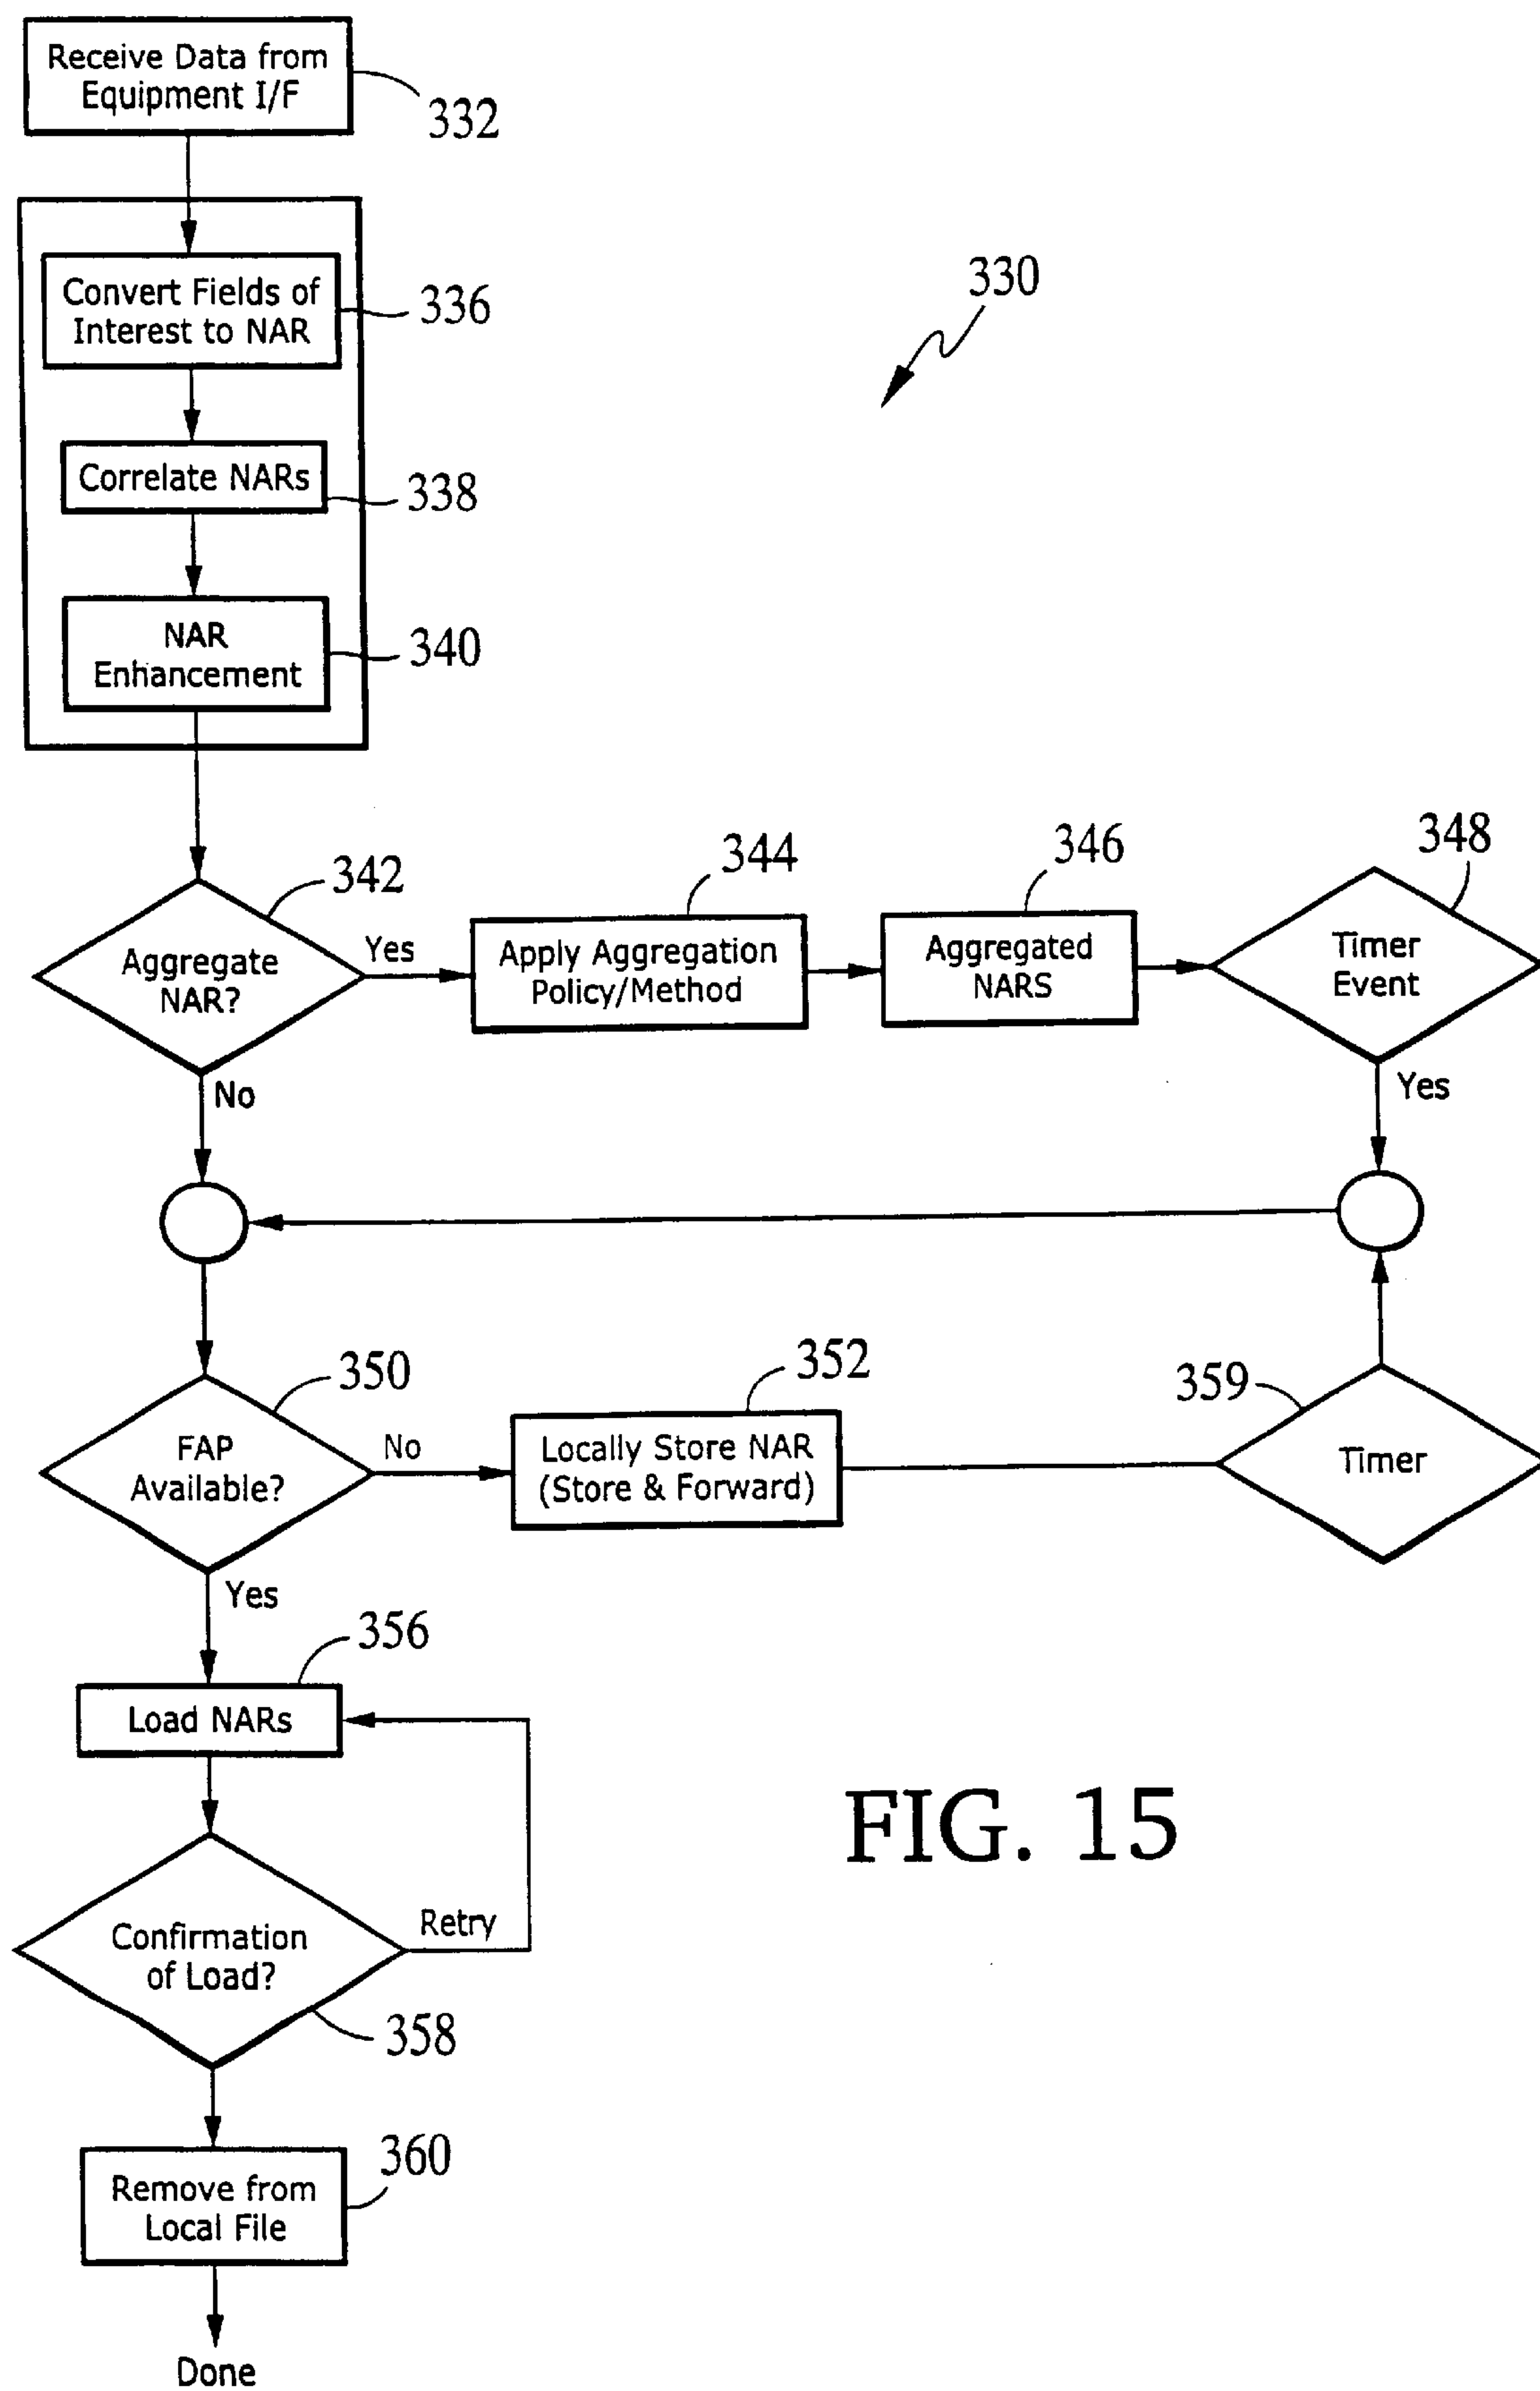 Receive Data from
Equipment I/F
332
330
Convert Fields of
Interest to NAR
336
Correlate NARs
338
NAR
Enhancement
340
342
344
346
348
Aggregate
NAR?
Yes
Apply Aggregation
Policy/Method
Aggregated
NARS
Timer
Event
No
Yes
350
352
359
FAP
Available?
No
Locally Store NAR
(Store & Forward)
Timer
Yes
356
Load NARs
FIG. 15
Confirmation
of Load?
Retry
358
360
Remove from
Local File
Done